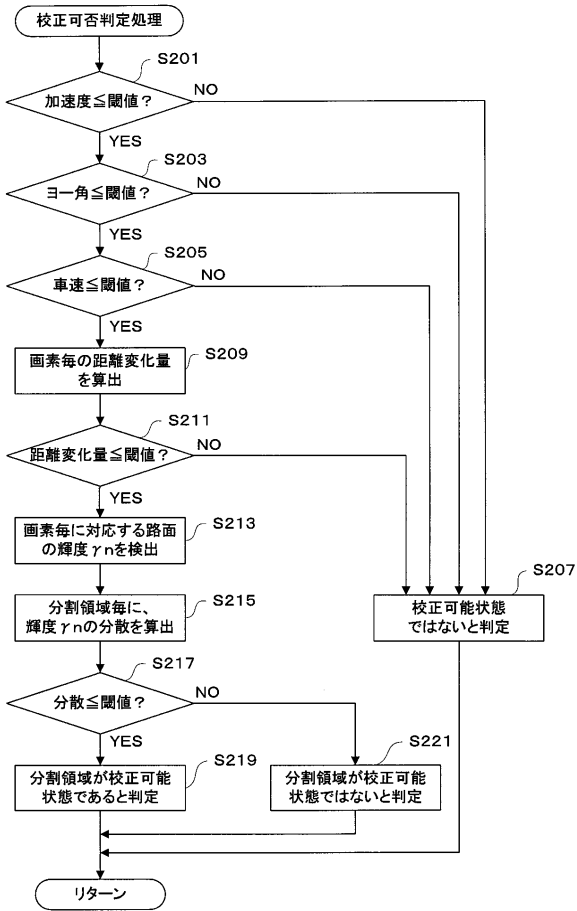 校正可否判定処理
S201
加速度≦閾値？
NO
YES
S203
ヨー角≦閾値？
NO
YES
S205
車速≦閾値？
NO
YES
S209
画素毎の距離変化量
を算出
S211
距離変化量≦閾値？
NO
YES
S213
画素毎に対応する路面
の輝度γnを検出
S207
校正可能状態
ではないと判定
S215
分割領域毎に、
輝度γnの分散を算出
S217
分散≦閾値？
NO
YES
S219
分割領域が校正可能
状態であると判定
S221
分割領域が校正可能
状態ではないと判定
リターン